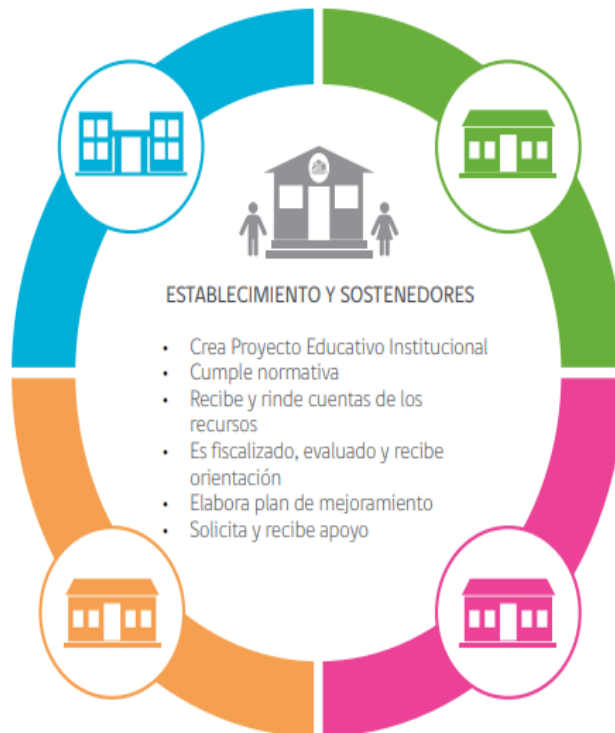 ESTABLECIMIENTO Y SOSTENEDORES
• Crea Proyecto Educativo Institucional
• Cumple normativa
• Recibe y rinde cuentas de los
recursos
• Es fiscalizado, evaluado y recibe
orientación
• Elabora plan de mejoramiento
• Solicita y recibe apoyo